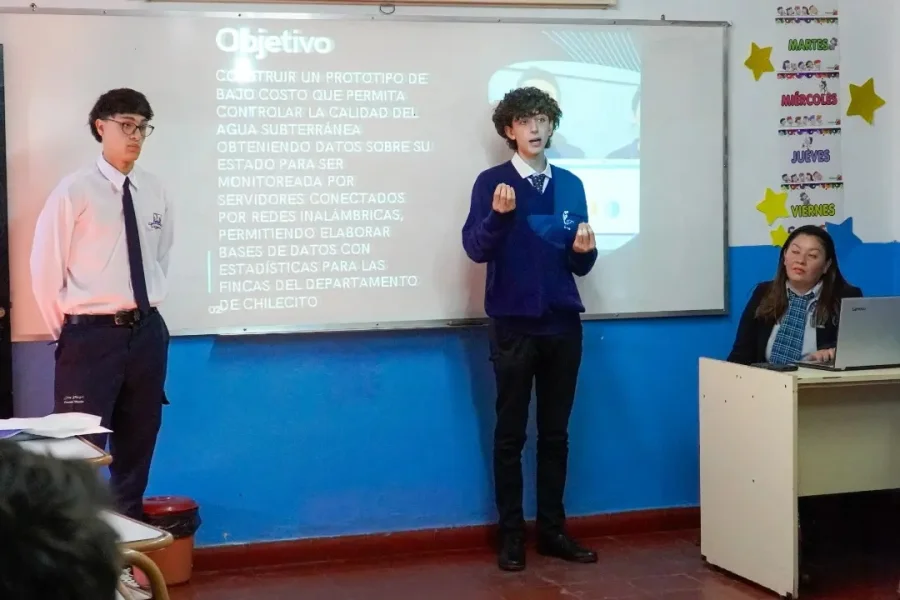 Objetivo
CONSTRUIR UN PROTOTIPO DE
BAJO COSTO QUE PERMITA
CONTROLAR LA CALIDAD DEL
AGUA SUBTERRÁNEA
OBTENIENDO DATOS SOBRE SU
ESTADO PARA SER
MONITOREADA POR
SERVIDORES CONECTADOS
POR REDES INALÁMBRICAS,
PERMITIENDO ELABORAR
BASES DE DATOS CON
ESTADÍSTICAS PARA LAS
FINCAS DEL DEPARTAMENTO
DE CHILECITO
02
MARTES
MIÉRCOLES
JUEVES
VIERNES